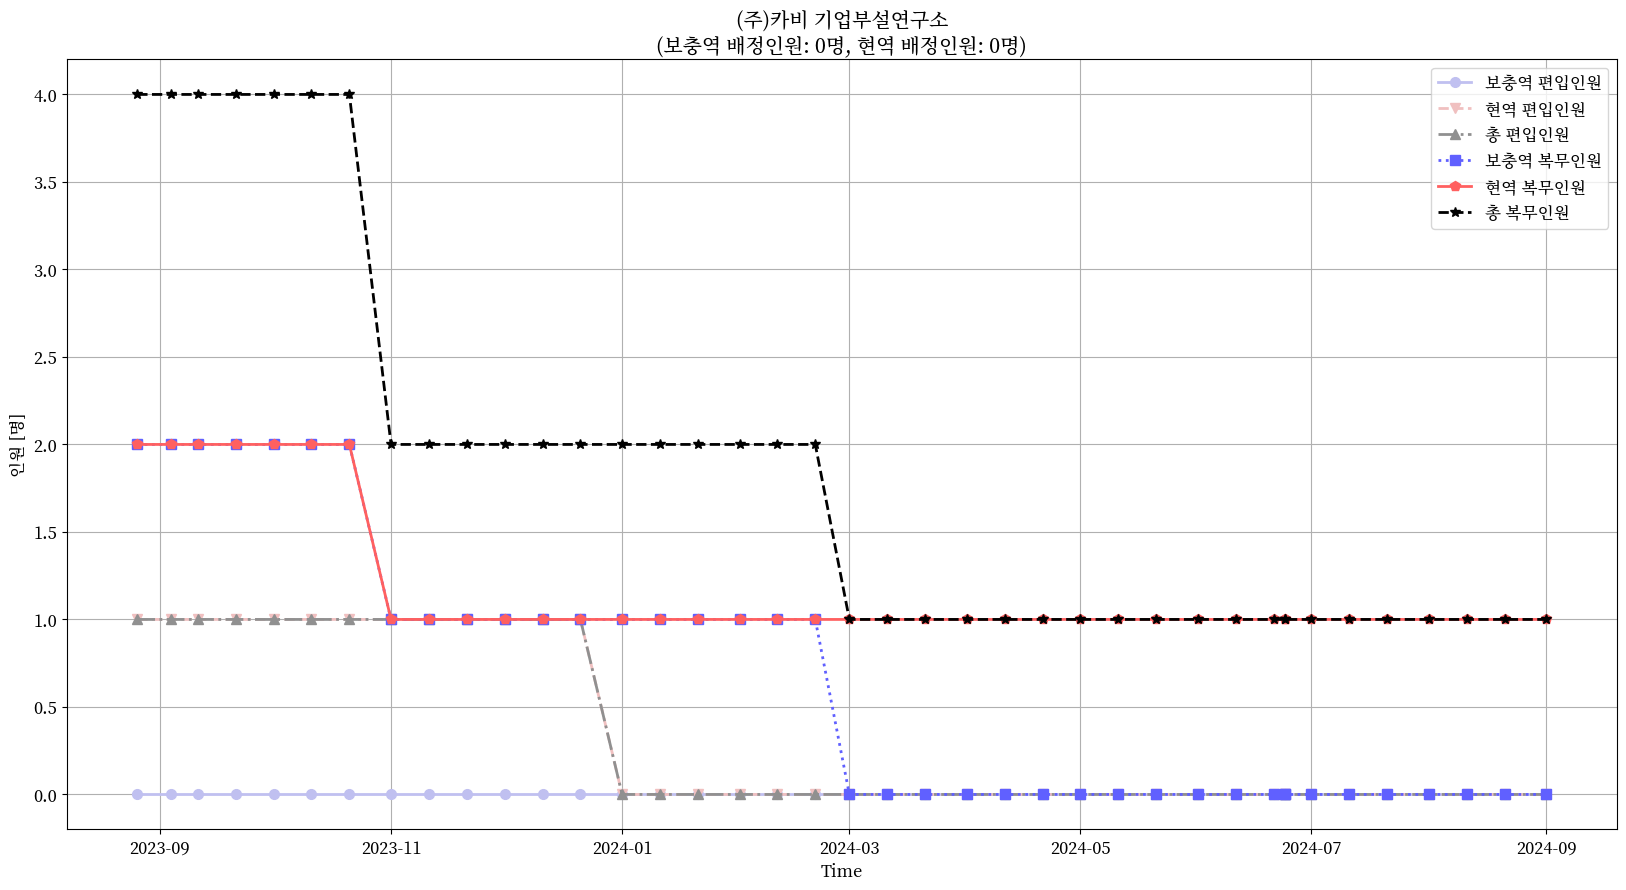 (주)카비 기업부설연구소
(보충역 배정인원: 0명, 현역 배정인원: 0명)
보충역 편입인원
현역 편입인원
총 편입인원
보충역 복무인원
현역 복무인원
총 복무인원
인원 [명]
4.0
3.5
3.0
2.5
2.0
1.5
1.0
0.5
0.0
2023-09
2023-11
2024-01
2024-03
2024-05
2024-07
2024-09
Time